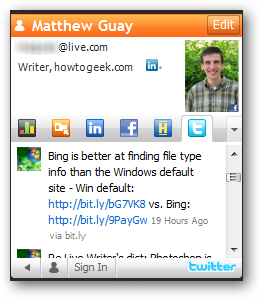 Matthew Guay Edit
@live.com
Writer, howtogeek.com in
in f H t
Bing is better at finding file type
info than the Windows default
site - Win default:
http://bit.ly/bG7VK8 vs. Bing:
http://bit.ly/9PayGw 19 Hours Ago
via bit.ly
Re Live Writer's dict: Photoshop is
Sign In twitter